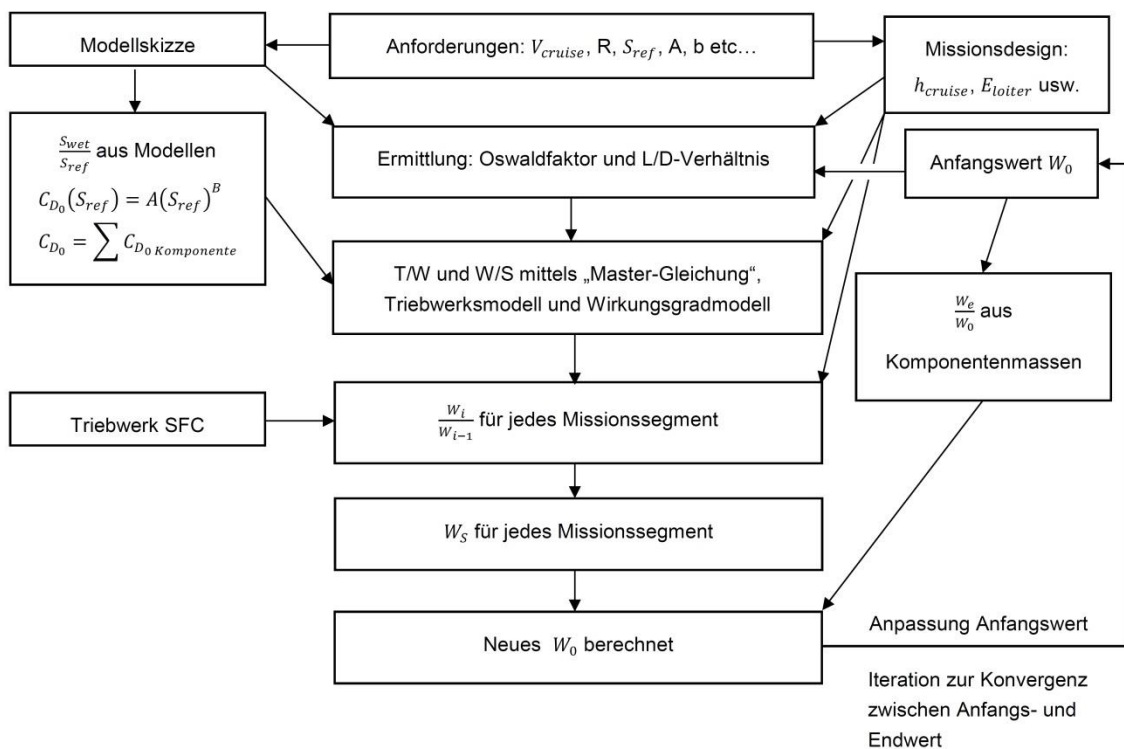 Modellskizze
Anforderungen: V_cruise, R, S_ref, A, b etc…
Missionsdesign:
h_cruise, E_loiter usw.
S_wet/S_ref aus Modellen
C_D_0(S_ref) = A(S_ref)^B
C_D_0 = ∑ C_D_0 Komponente
Ermittlung: Oswaldfaktor und L/D-Verhältnis
Anfangswert W_0
T/W und W/S mittels „Master-Gleichung“,
Triebwerksmodell und Wirkungsgradmodell
W_e/W_0 aus
Komponentenmassen
Triebwerk SFC
W_i/W_i−1 für jedes Missionssegment
W_S für jedes Missionssegment
Neues W_0 berechnet
Anpassung Anfangswert
Iteration zur Konvergenz
zwischen Anfangs- und
Endwert